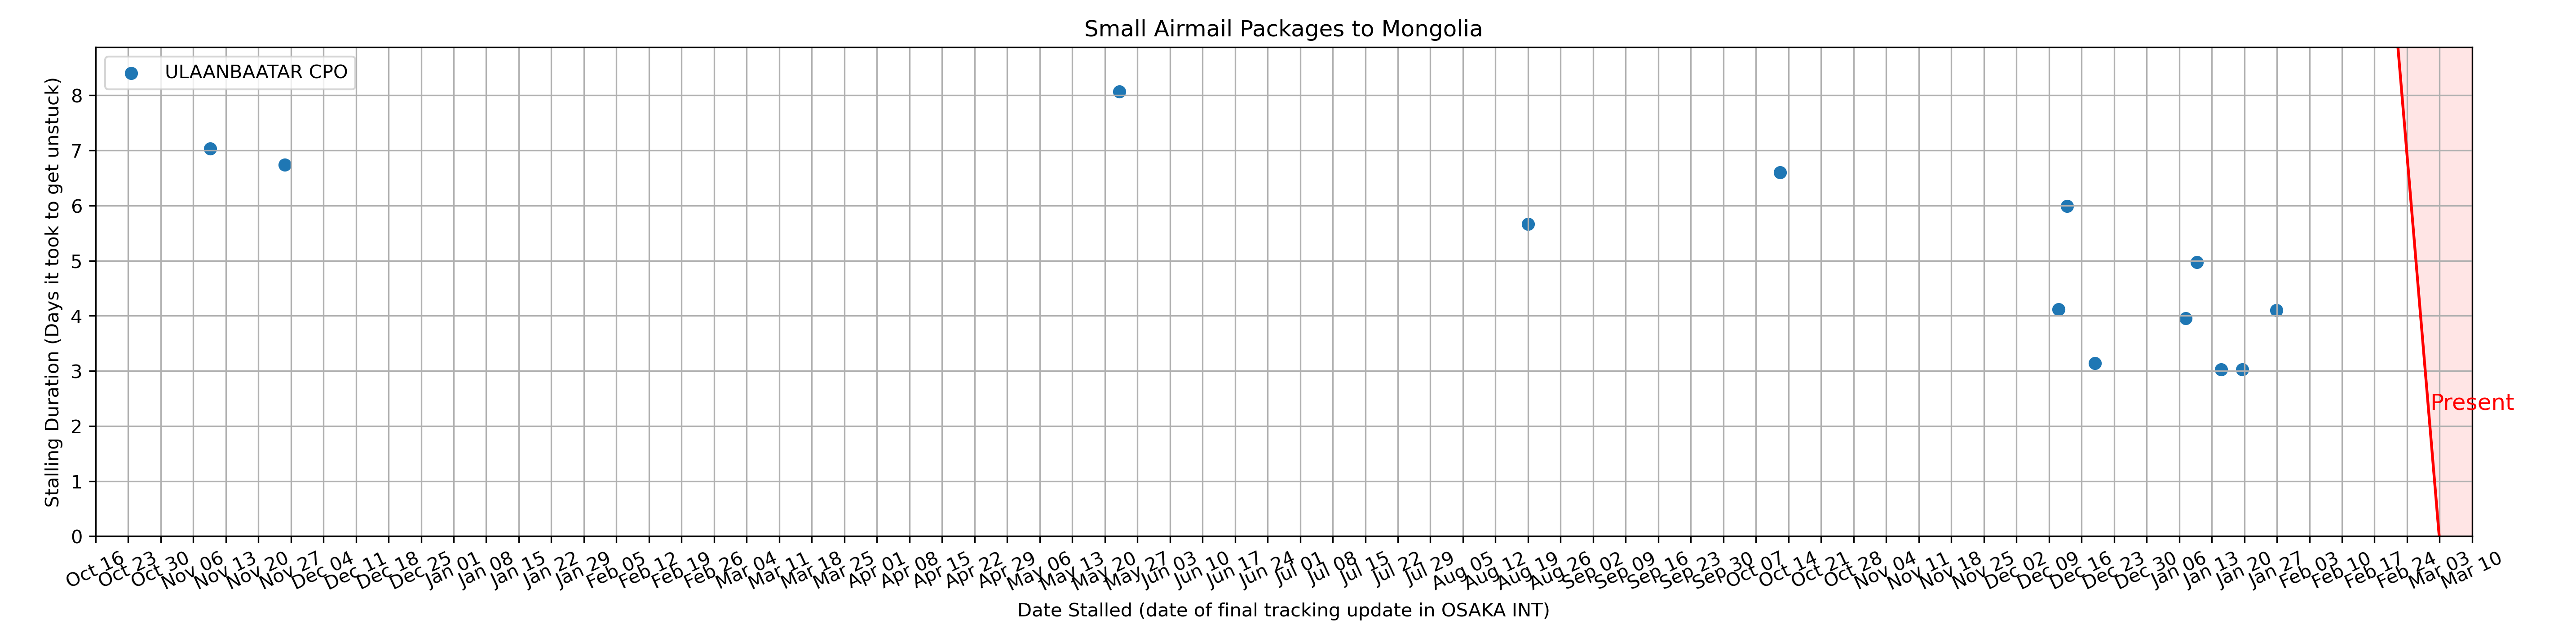 Small Airmail Packages to Mongolia
ULAANBAATAR CPO
Stalling Duration (Days it took to get unstuck)
8
7
6
5
4
3
2
1
0
Present
Oct 16
Oct 23
Oct 30
Nov 06
Nov 13
Nov 20
Nov 27
Dec 04
Dec 11
Dec 18
Dec 25
Jan 01
Jan 08
Jan 15
Jan 22
Jan 29
Feb 05
Feb 12
Feb 19
Feb 26
Mar 04
Mar 11
Mar 18
Mar 25
Apr 01
Apr 08
Apr 15
Apr 22
Apr 29
May 06
May 13
May 20
May 27
Jun 03
Jun 10
Jun 17
Jun 24
Jul 01
Jul 08
Jul 15
Jul 22
Jul 29
Aug 05
Aug 12
Aug 19
Aug 26
Sep 02
Sep 09
Sep 16
Sep 23
Sep 30
Oct 07
Oct 14
Oct 21
Oct 28
Nov 04
Nov 11
Nov 18
Nov 25
Dec 02
Dec 09
Dec 16
Dec 23
Dec 30
Jan 06
Jan 13
Jan 20
Jan 27
Feb 03
Feb 10
Feb 17
Feb 24
Mar 03
Mar 10
Date Stalled (date of final tracking update in OSAKA INT)